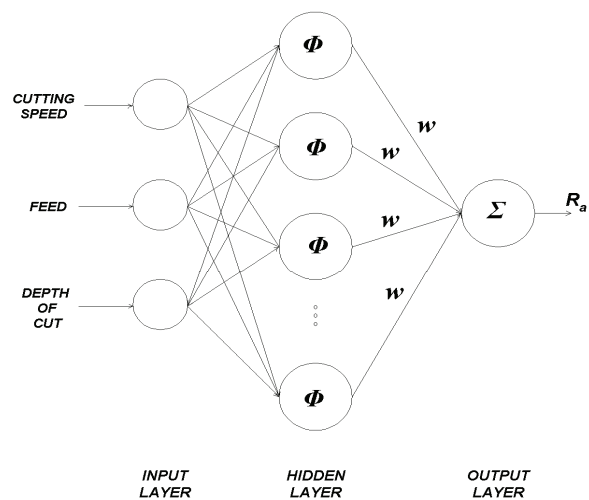 CUTTING
SPEED
FEED
DEPTH
OF
CUT
Φ
Φ
Φ
Φ
w
w
w
w
Σ
Rₐ
INPUT
LAYER
HIDDEN
LAYER
OUTPUT
LAYER